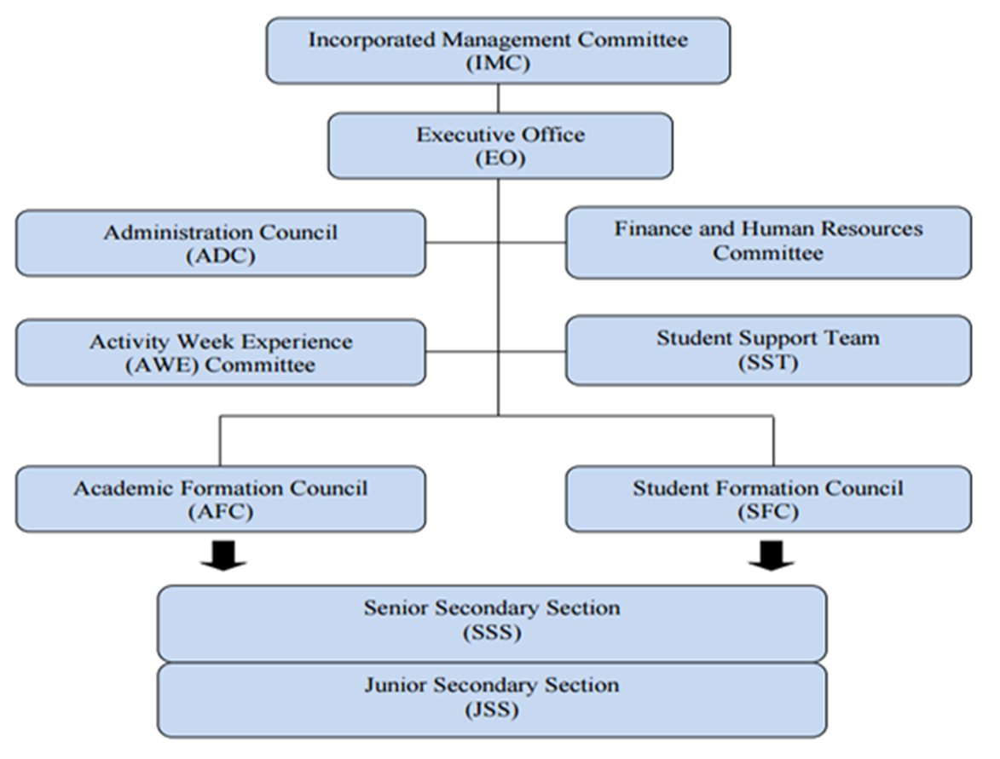 Incorporated Management Committee
(IMC)
Executive Office
(EO)
Administration Council
(ADC)
Finance and Human Resources
Committee
Activity Week Experience
(AWE) Committee
Student Support Team
(SST)
Academic Formation Council
(AFC)
Student Formation Council
(SFC)
Senior Secondary Section
(SSS)
Junior Secondary Section
(JSS)